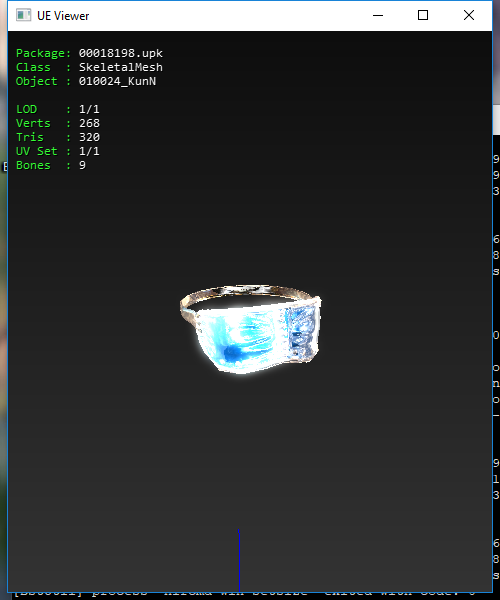 UE Viewer
Package: 00018198.upk
Class : SkeletalMesh
Object : 010024_KunN
LOD : 1/1
Verts : 268
Tris : 320
UV Set : 1/1
Bones : 9